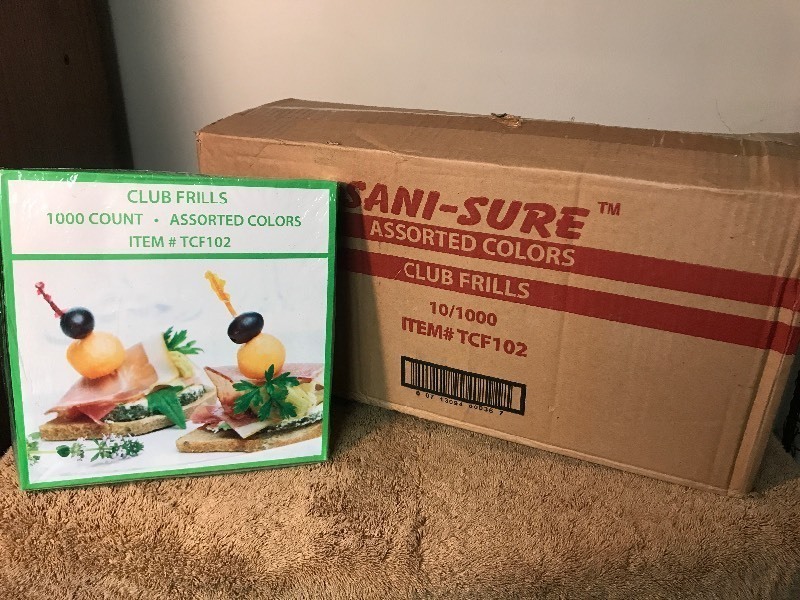 CLUB FRILLS
1000 COUNT • ASSORTED COLORS
ITEM # TCF102
SANI-SURE™
ASSORTED COLORS
CLUB FRILLS
10/1000
ITEM# TCF102